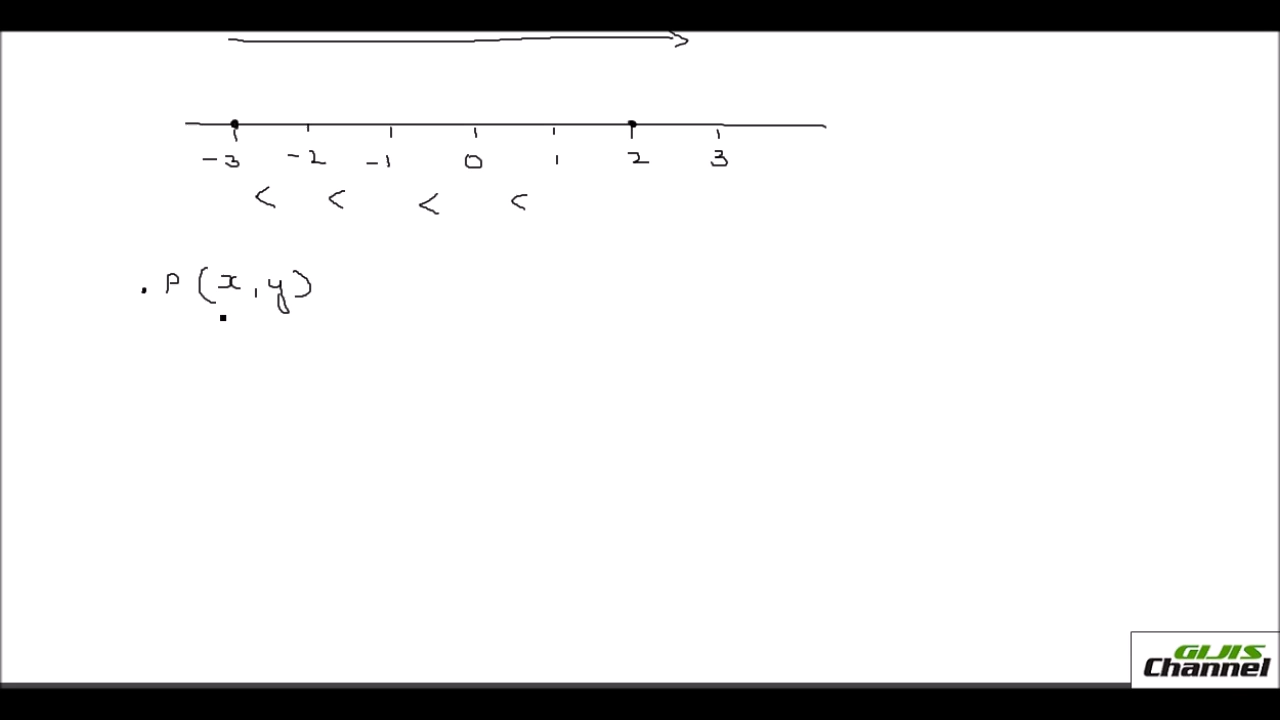 -3 -2 -1 0 1 2 3
< < < <
. P (x, y)
GIJIS
Channel